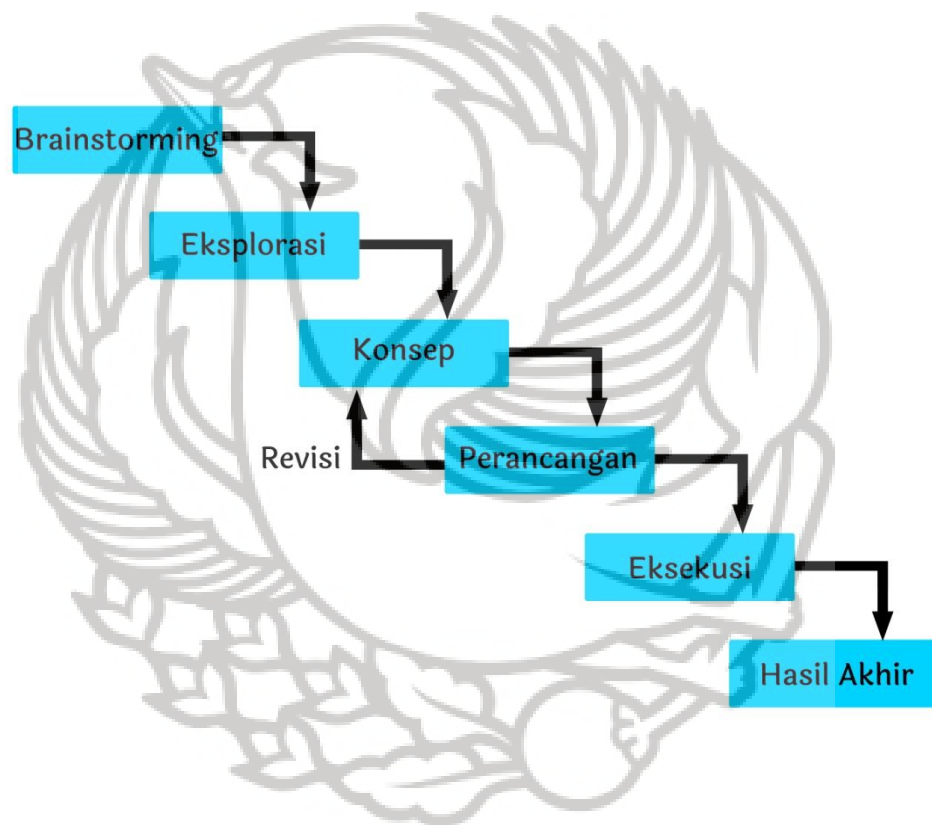 Brainstorming
Eksplorasi
Konsep
Revisi
Perancangan
Eksekusi
Hasil Akhir